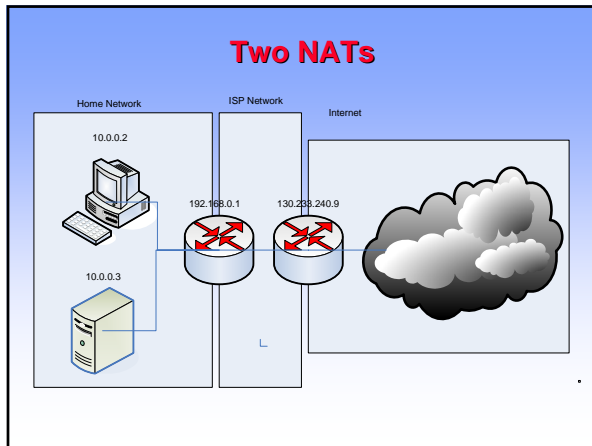 Two NATs
Home Network
ISP Network
Internet
10.0.0.2
192.168.0.1
130.233.240.9
10.0.0.3